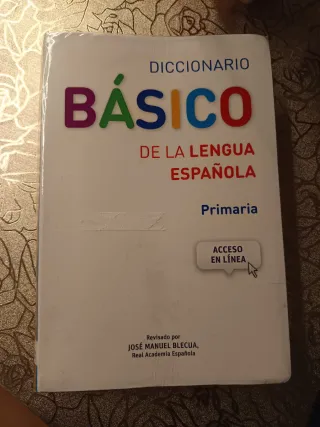 DICCIONARIO
BÁSICO
DE LA LENGUA
ESPAÑOLA
Primaria
ACCESO
EN LÍNEA
Revisado por
JOSÉ MANUEL BLECUA,
Real Academia Española